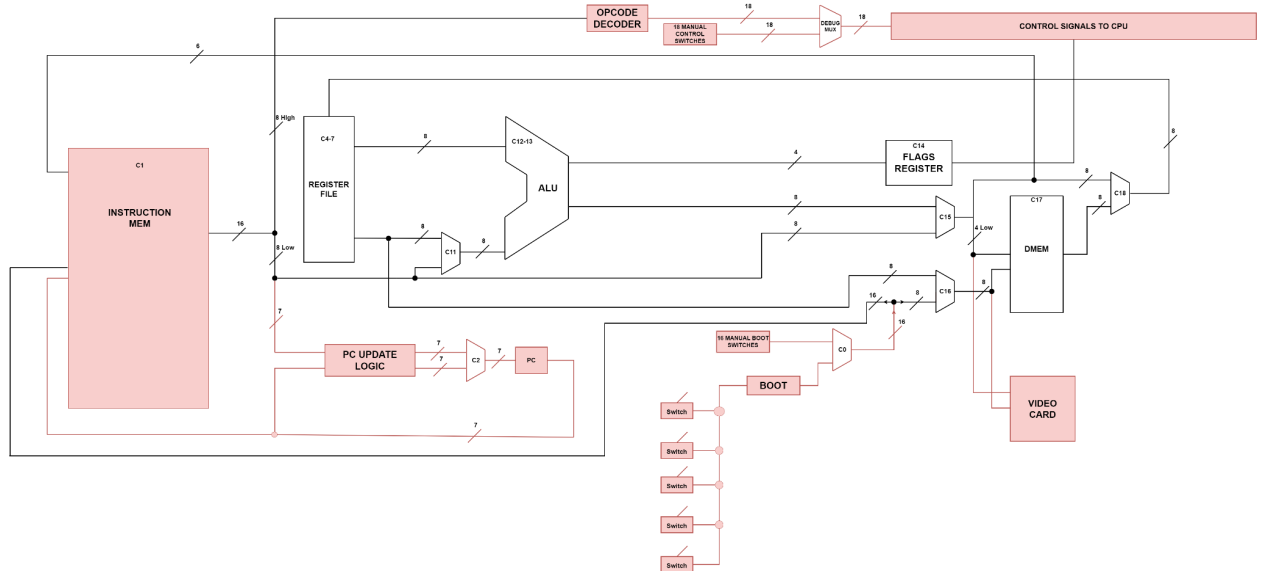 OPCODE
DECODER
18
18
18 MANUAL
CONTROL
SWITCHES
18
DEBUG
MUX
CONTROL SIGNALS TO CPU
6
8 High
C4-7
REGISTER
FILE
8
C12-13
ALU
4
C14
FLAGS
REGISTER
8
C1
INSTRUCTION
MEM
16
8 Low
8
C11
8
8
8
C15
8
C18
8
4 Low
C17
DMEM
8
8
16
8
C16
7
PC UPDATE
LOGIC
7
7
C2
7
PC
7
16 MANUAL BOOT
SWITCHES
C0
16
BOOT
VIDEO
CARD
Switch
Switch
Switch
Switch
Switch